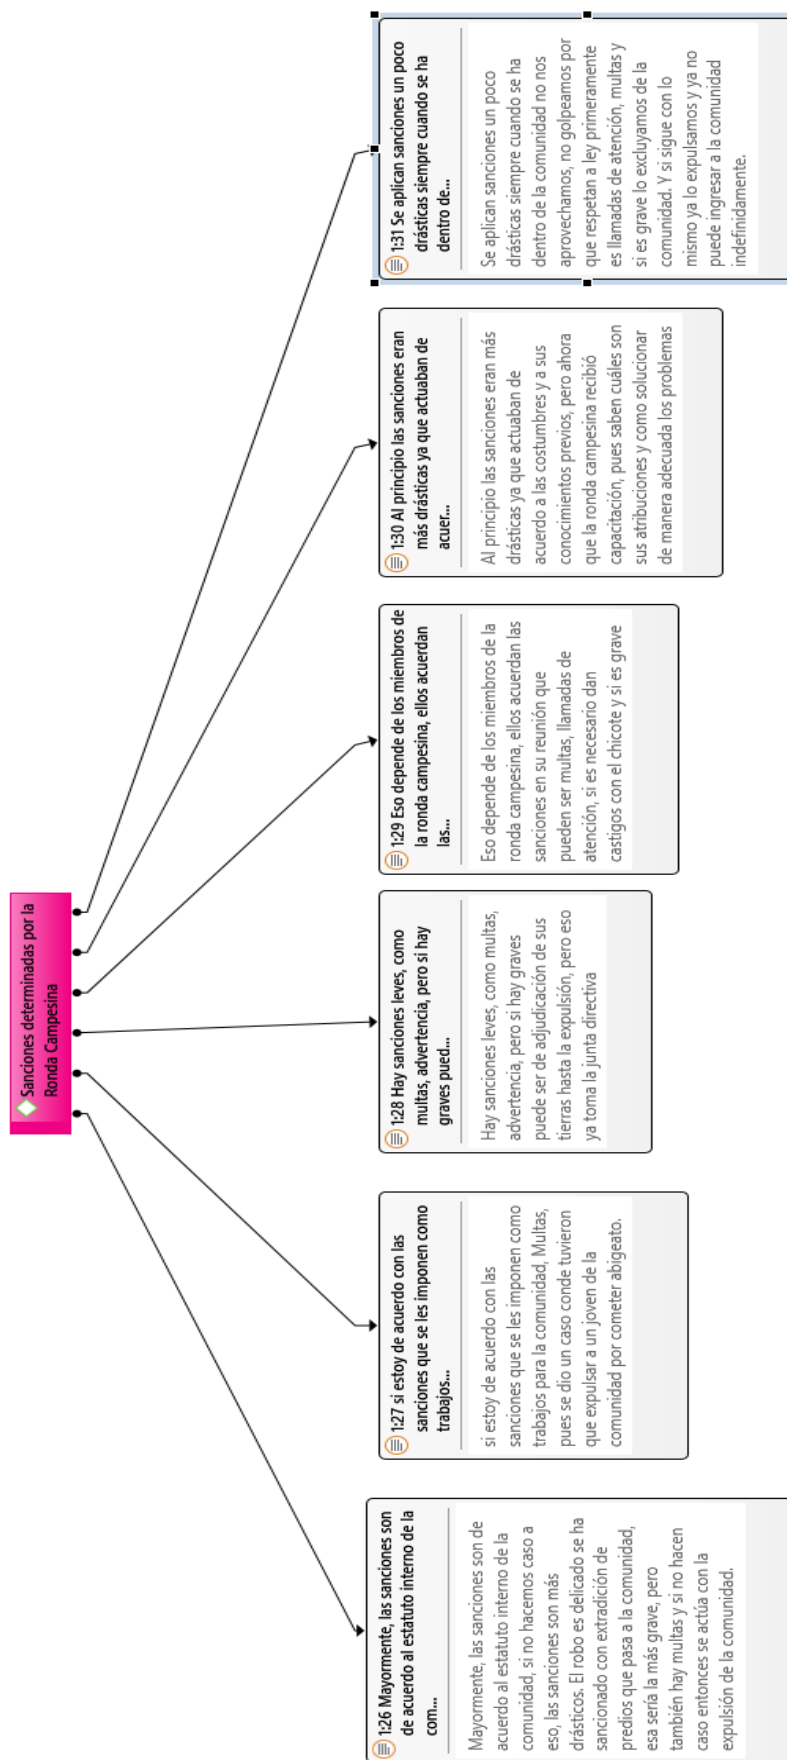 Sanciones determinadas por la
Ronda Campesina
1:26 Mayormente, las sanciones son
de acuerdo al estatuto interno de la
com...
Mayormente, las sanciones son de
acuerdo al estatuto interno de la
comunidad, si no hacemos caso a
eso, las sanciones son más
drásticos. El robo es delicado se ha
sancionado con extradición de
predios que pasa a la comunidad,
esa sería la más grave, pero
también hay multas y si no hacen
caso entonces se actúa con la
expulsión de la comunidad.
1:27 si estoy de acuerdo con las
sanciones que se les imponen como
trabajos...
si estoy de acuerdo con las
sanciones que se les imponen como
trabajos para la comunidad, Multas,
pues se dio un caso conde tuvieron
que expulsar a un joven de la
comunidad por cometer abigeato.
1:28 Hay sanciones leves, como
multas, advertencia, pero si hay
graves pued...
Hay sanciones leves, como multas,
advertencia, pero si hay graves
puede ser de adjudicación de sus
tierras hasta la expulsión, pero eso
ya toma la junta directiva
1:29 Eso depende de los miembros de
la ronda campesina, ellos acuerdan
las...
Eso depende de los miembros de la
ronda campesina, ellos acuerdan las
sanciones en su reunión que
pueden ser multas, llamadas de
atención, si es necesario dan
castigos con el chicote y si es grave
1:30 Al principio las sanciones eran
más drásticas ya que actuaban de
acuer...
Al principio las sanciones eran más
drásticas ya que actuaban de
acuerdo a las costumbres y a sus
conocimientos previos, pero ahora
que la ronda campesina recibió
capacitación, pues saben cuáles son
sus atribuciones y como solucionar
de manera adecuada los problemas
1:31 Se aplican sanciones un poco
drásticas siempre cuando se ha
dentro de...
Se aplican sanciones un poco
drásticas siempre cuando se ha
dentro de la comunidad no nos
aprovechamos, no golpeamos por
que respetan a ley primeramente
es llamadas de atención, multas y
si es grave lo excluyamos de la
comunidad. Y si sigue con lo
mismo ya lo expulsamos y ya no
puede ingresar a la comunidad
indefinidamente.